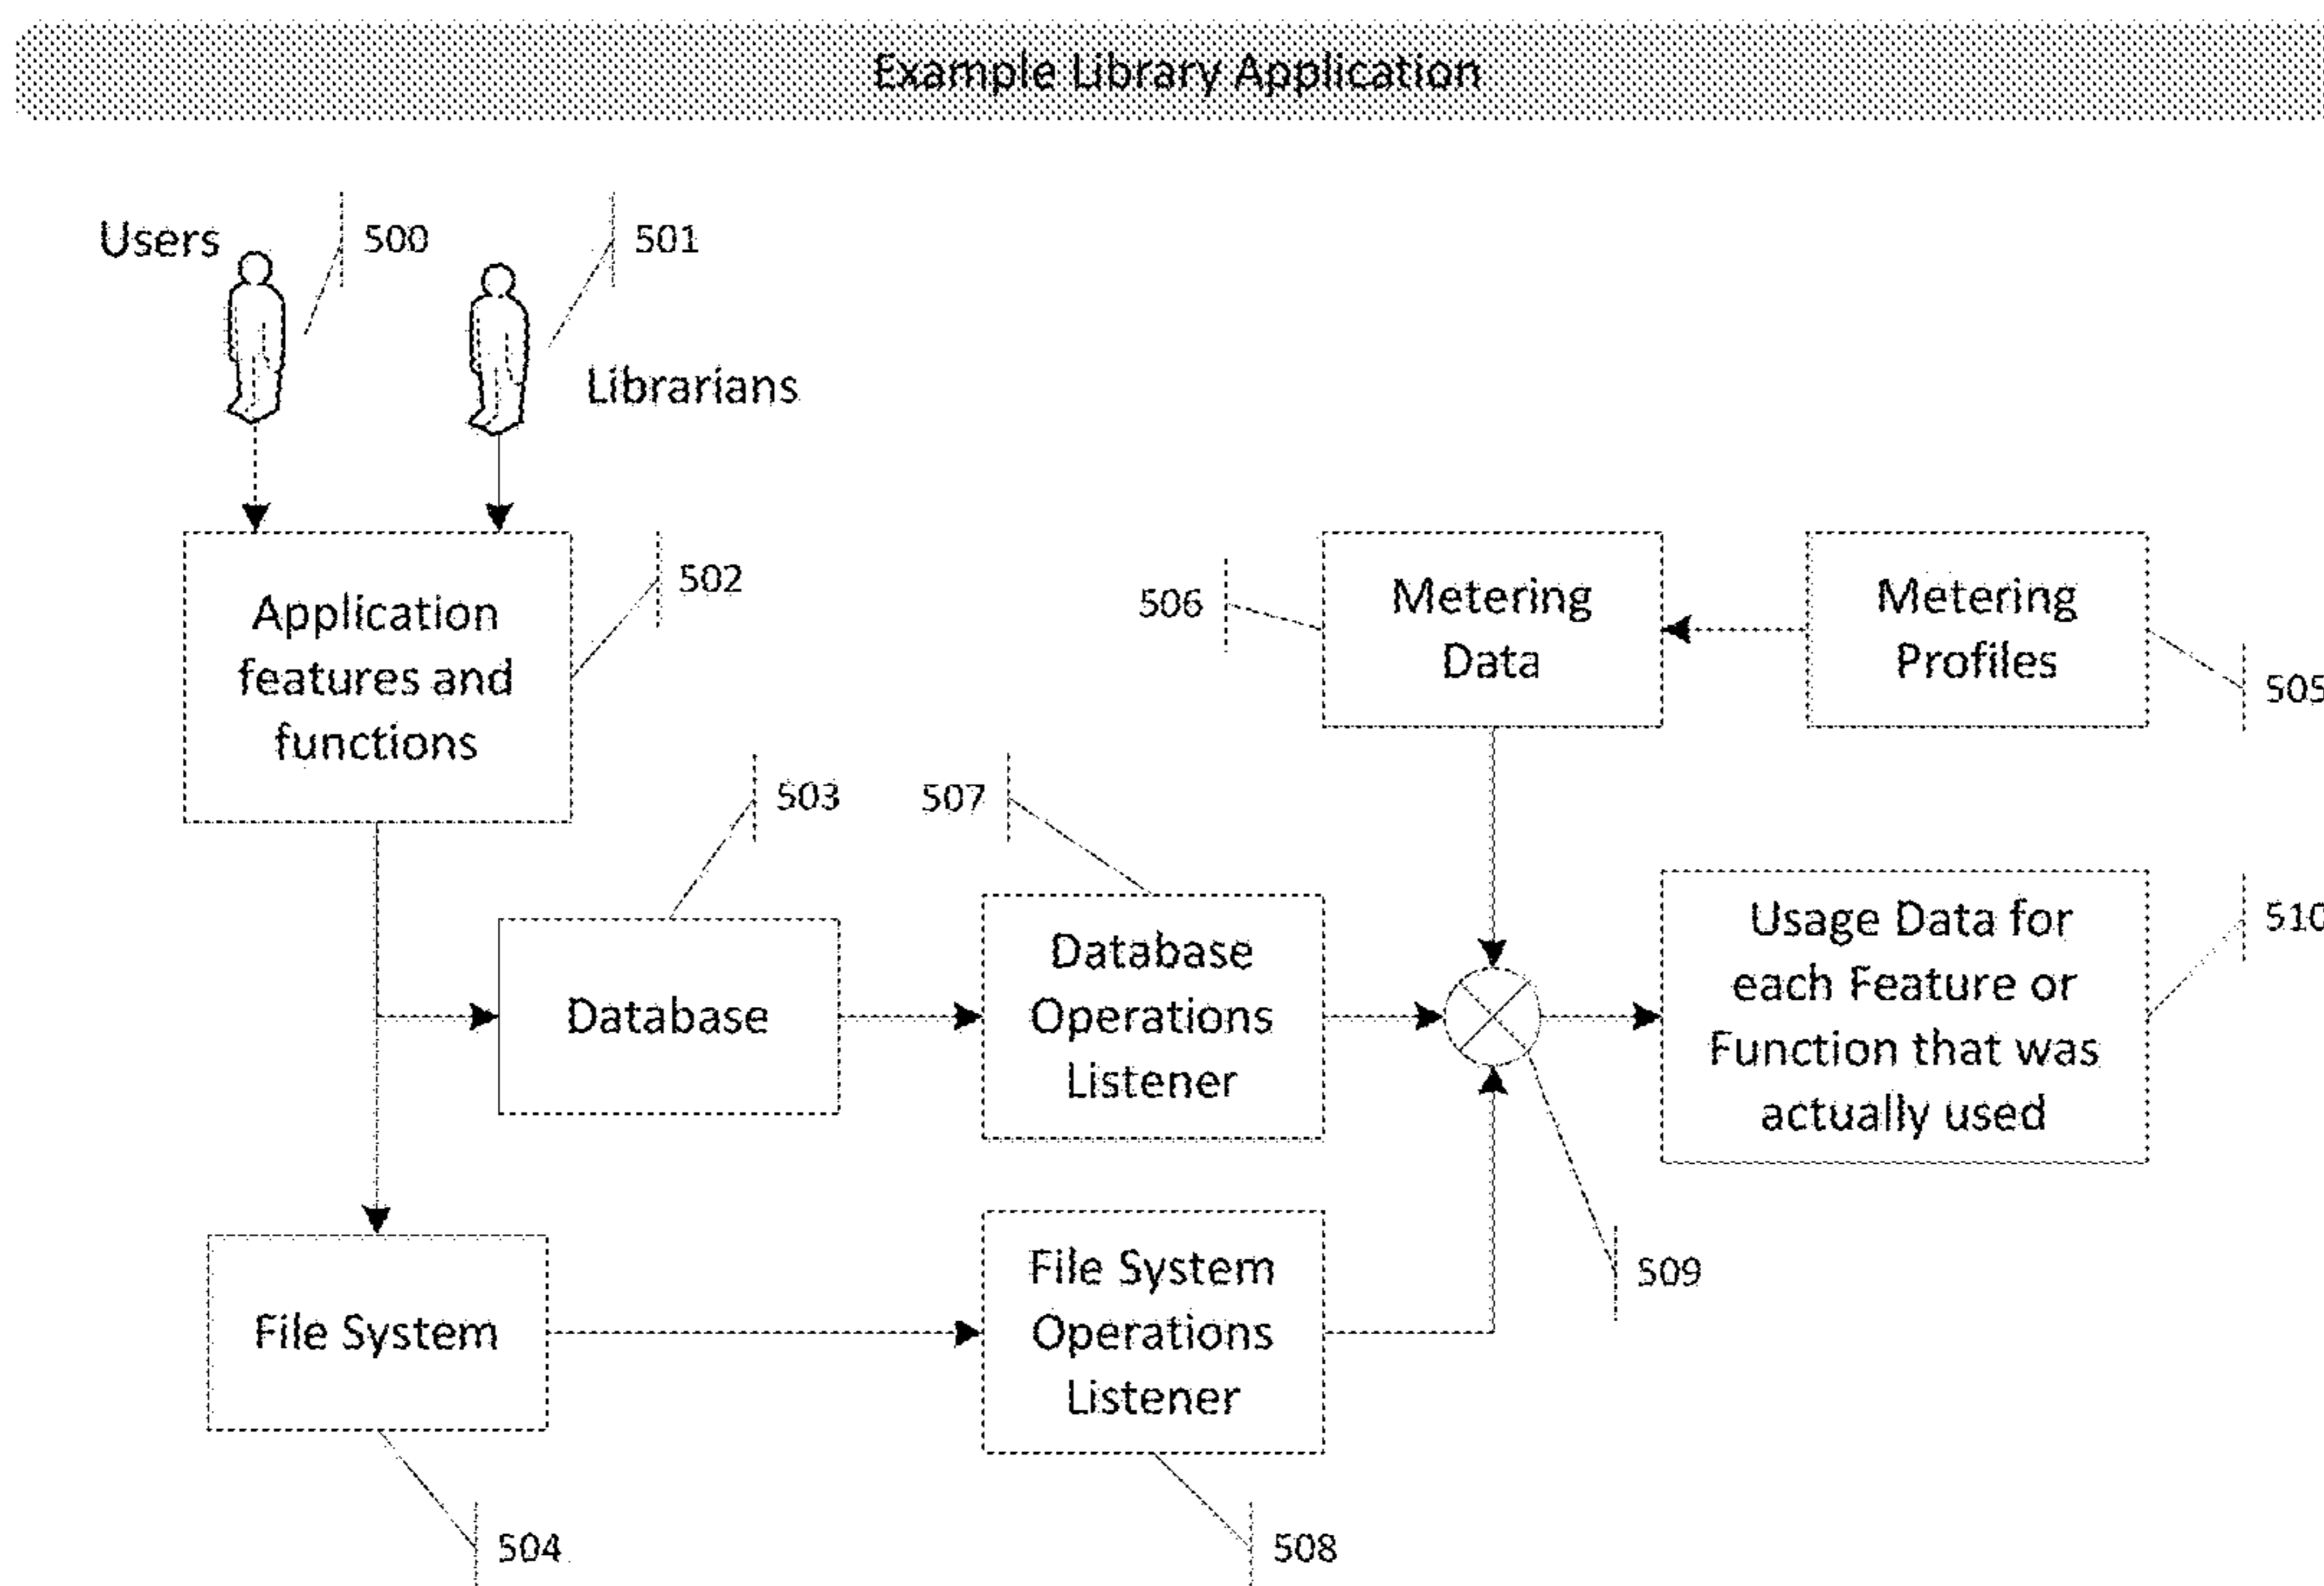 Example Library Application
Users
500
501
Librarians
Application
features and
functions
502
506
Metering
Data
Metering
Profiles
505
503
507
Database
Database
Operations
Listener
Usage Data for
each Feature or
Function that was
actually used
510
File System
File System
Operations
Listener
509
504
508